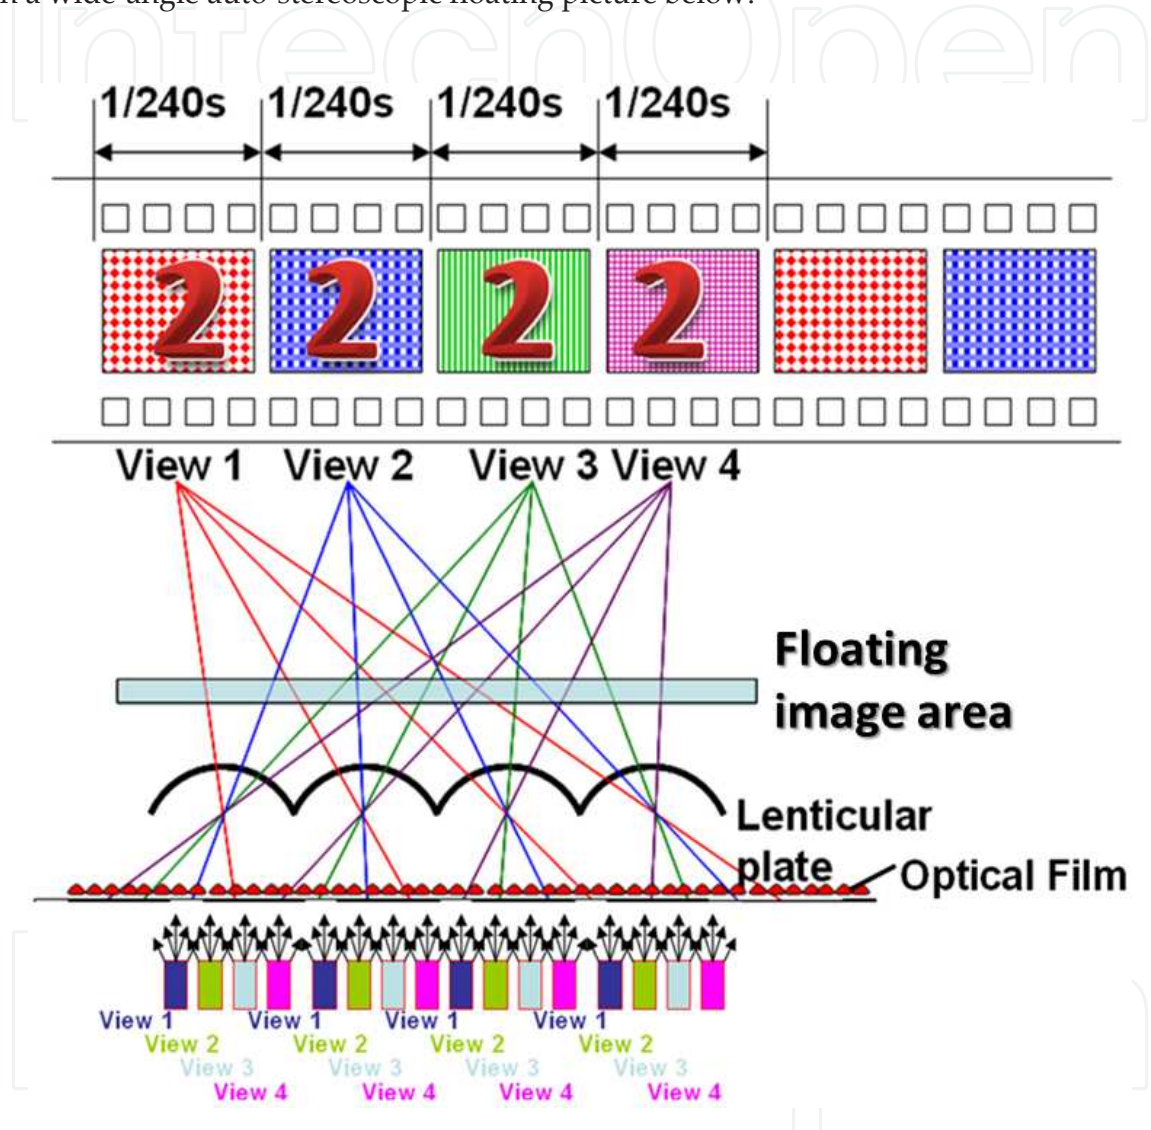 n a wide-angle auto-stereoscopic floating picture below.
IntechOpen
1/240s 1/240s 1/240s 1/240s
2 2 2 2
View 1 View 2 View 3 View 4
Floating
image area
Lenticular
plate
Optical Film
View 1 View 1 View 1 View 1
View 2 View 2 View 2 View 2
View 3 View 3 View 3 View 3
View 4 View 4 View 4 View 4